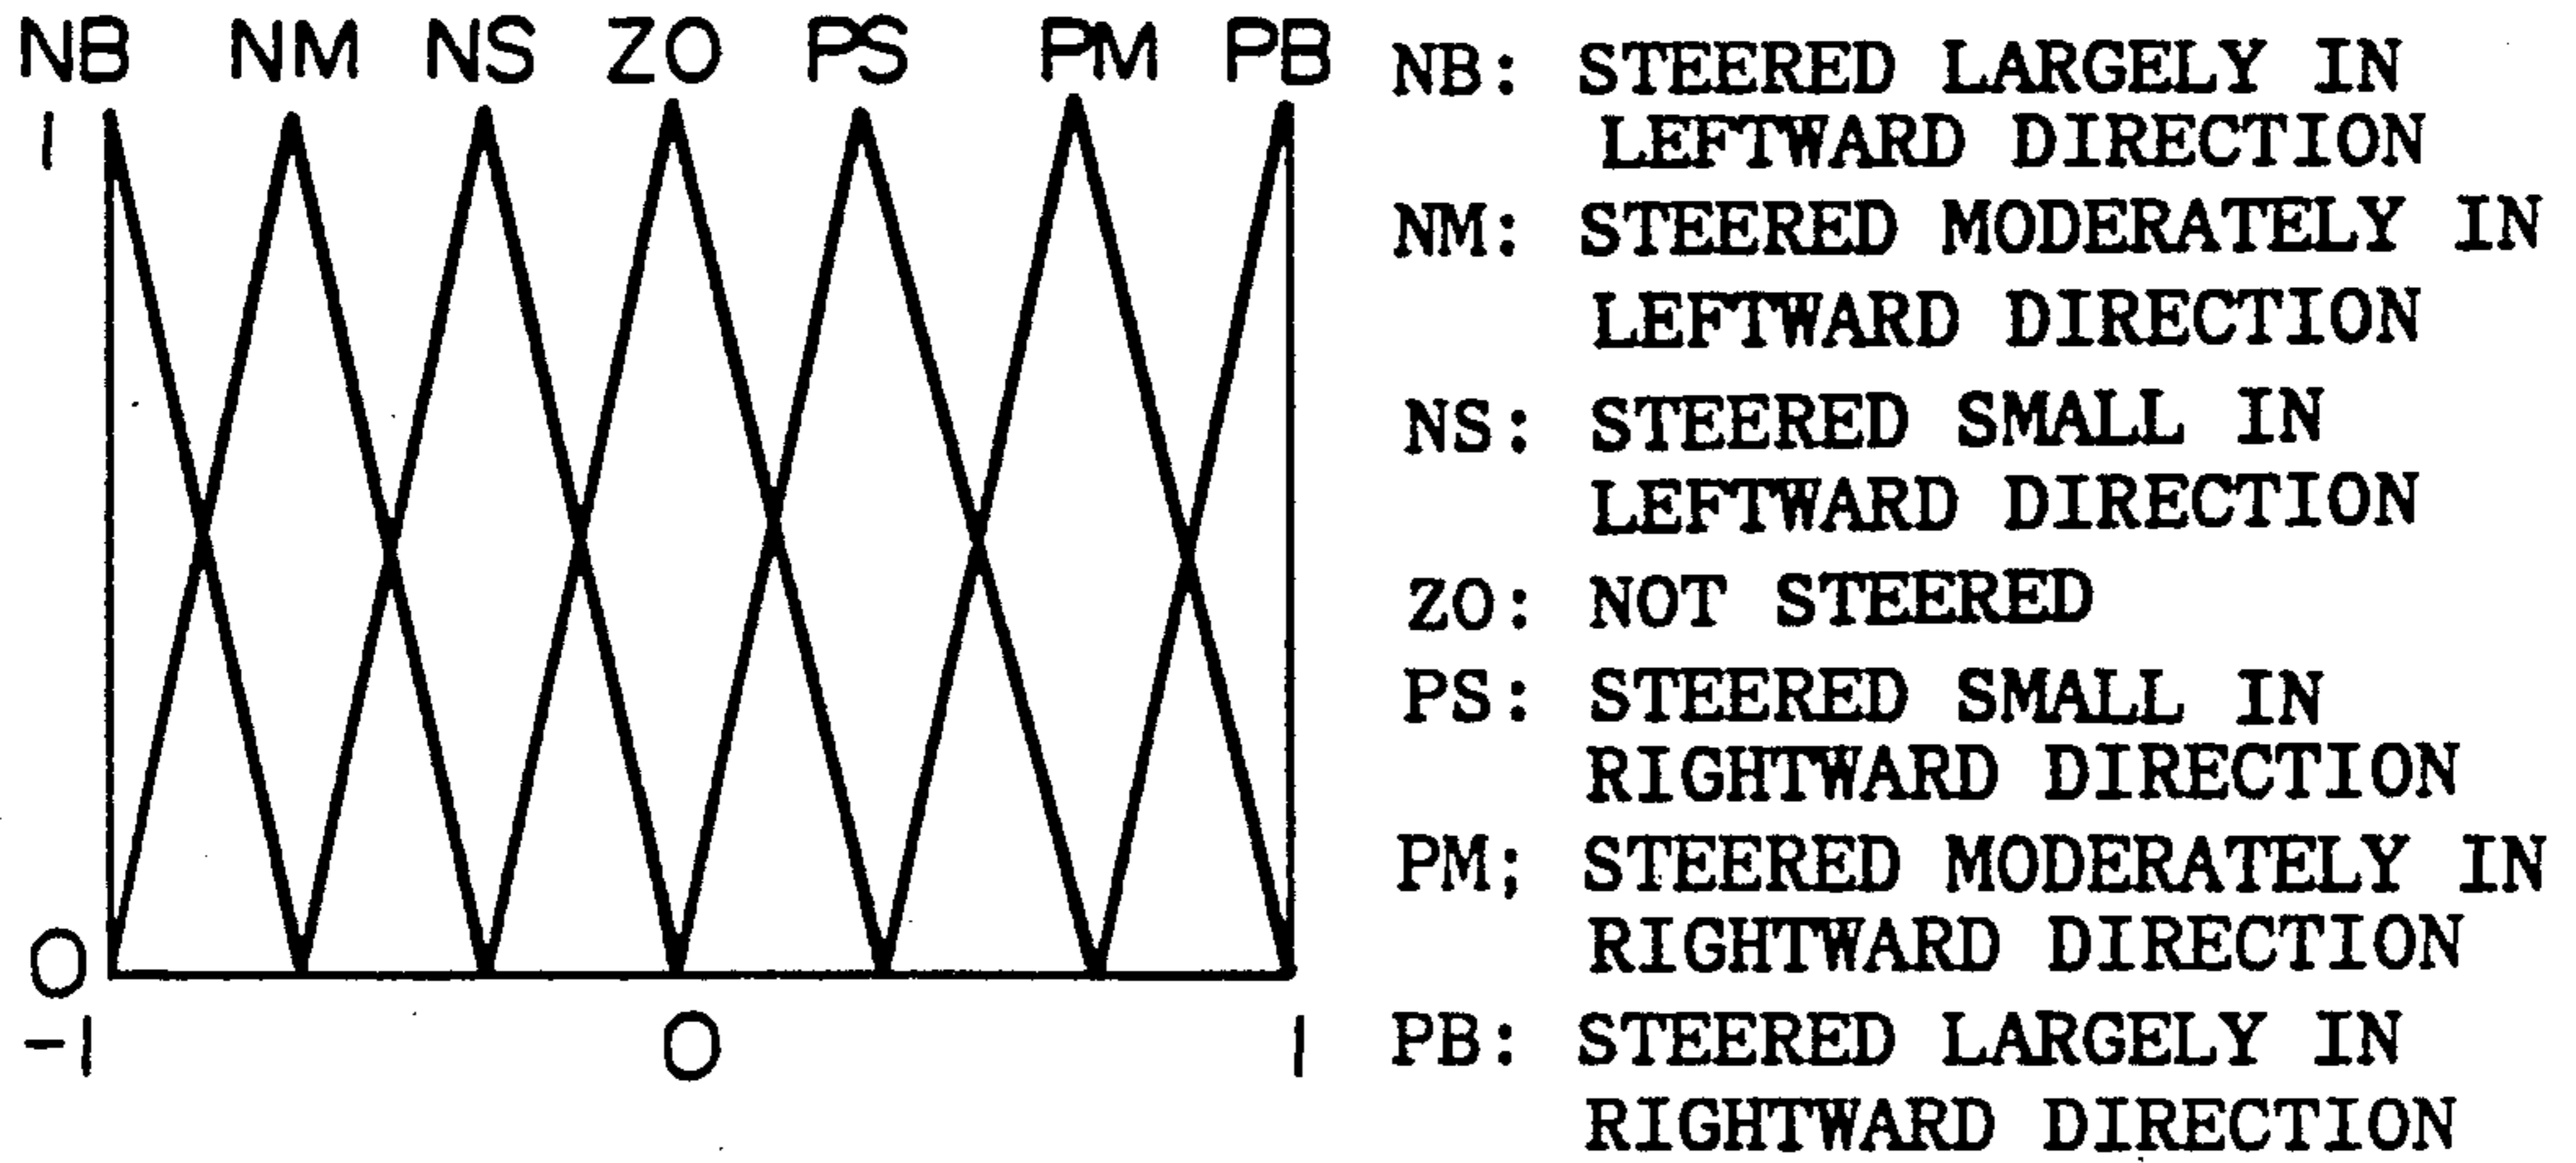 NB NM NS ZO PS PM PB
1
0
-1 0 1
NB: STEERED LARGELY IN
LEFTWARD DIRECTION
NM: STEERED MODERATELY IN
LEFTWARD DIRECTION
NS: STEERED SMALL IN
LEFTWARD DIRECTION
ZO: NOT STEERED
PS: STEERED SMALL IN
RIGHTWARD DIRECTION
PM; STEERED MODERATELY IN
RIGHTWARD DIRECTION
PB: STEERED LARGELY IN
RIGHTWARD DIRECTION